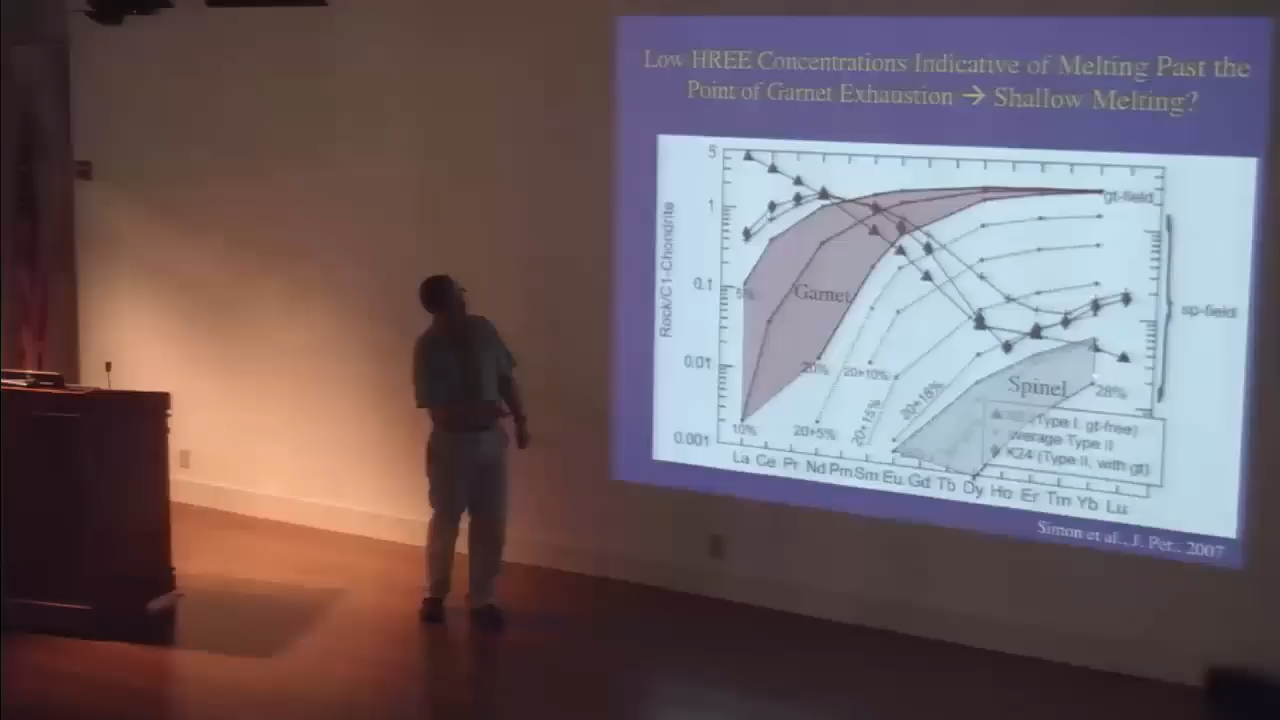 Low HREE Concentrations Indicative of Melting Past the
Point of Garnet Exhaustion → Shallow Melting?
5
1
0.1
0.01
0.001
Rock/C1-Chondrite
gt-field
sp-field
5%
Garnet
10%
20%
20+10%
20+5%
20+15%
20+18%
Spinel
28%
(Type I, gt-free)
average Type II
K24 (Type II, with gt)
La Ce Pr Nd Pm Sm Eu Gd Tb Dy Ho Er Tm Yb Lu
Simon et al., J. Pet., 2007